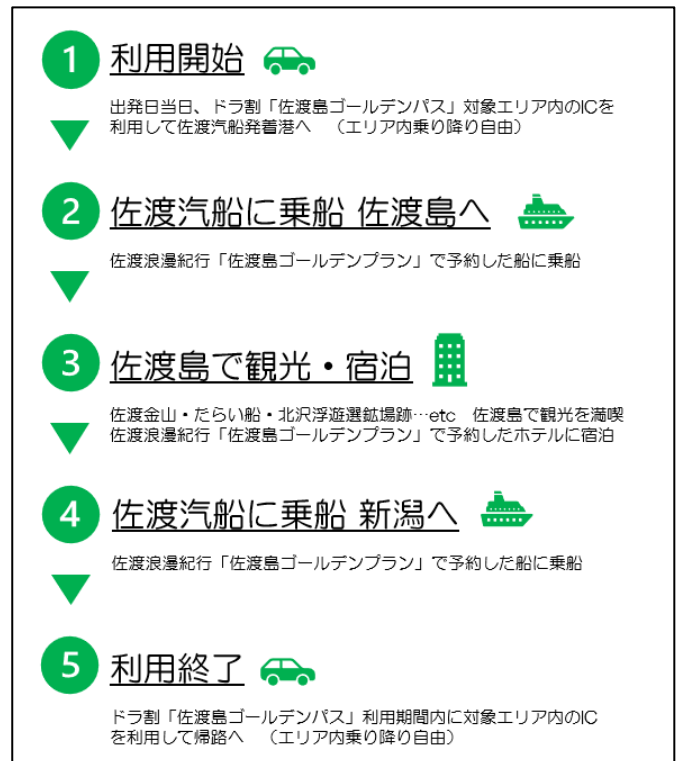 1 利用開始
出発日当日、ドラ割「佐渡島ゴールデンパス」対象エリア内のICを
利用して佐渡汽船発着港へ　（エリア内乗り降り自由）
2 佐渡汽船に乗船 佐渡島へ
佐渡浪漫紀行「佐渡島ゴールデンプラン」で予約した船に乗船
3 佐渡島で観光・宿泊
佐渡金山・たらい船・北沢浮遊選鉱場跡…etc　佐渡島で観光を満喫
佐渡浪漫紀行「佐渡島ゴールデンプラン」で予約したホテルに宿泊
4 佐渡汽船に乗船 新潟へ
佐渡浪漫紀行「佐渡島ゴールデンプラン」で予約した船に乗船
5 利用終了
ドラ割「佐渡島ゴールデンパス」利用期間内に対象エリア内のIC
を利用して帰路へ　（エリア内乗り降り自由）